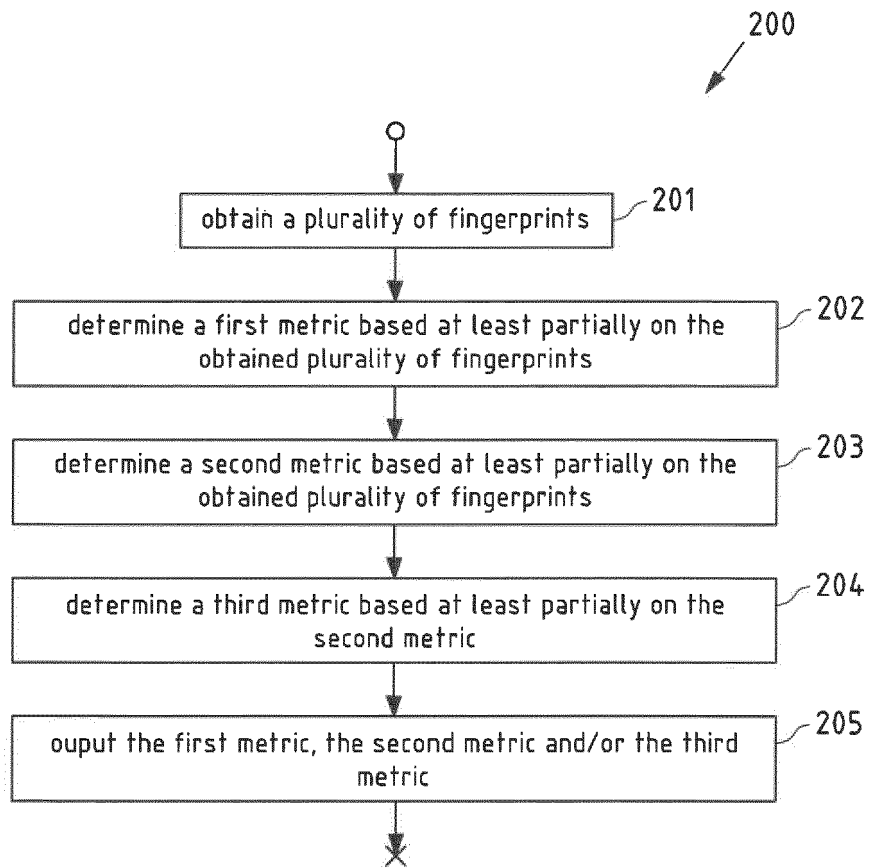 200
obtain a plurality of fingerprints
201
determine a first metric based at least partially on the
obtained plurality of fingerprints
202
determine a second metric based at least partially on the
obtained plurality of fingerprints
203
determine a third metric based at least partially on the
second metric
204
ouput the first metric, the second metric and/or the third
metric
205